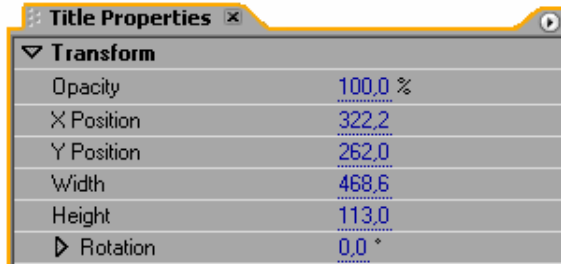 Title Properties
Transform
Opacity 100,0 %
X Position 322,2
Y Position 262,0
Width 468,6
Height 113,0
Rotation 0,0 °